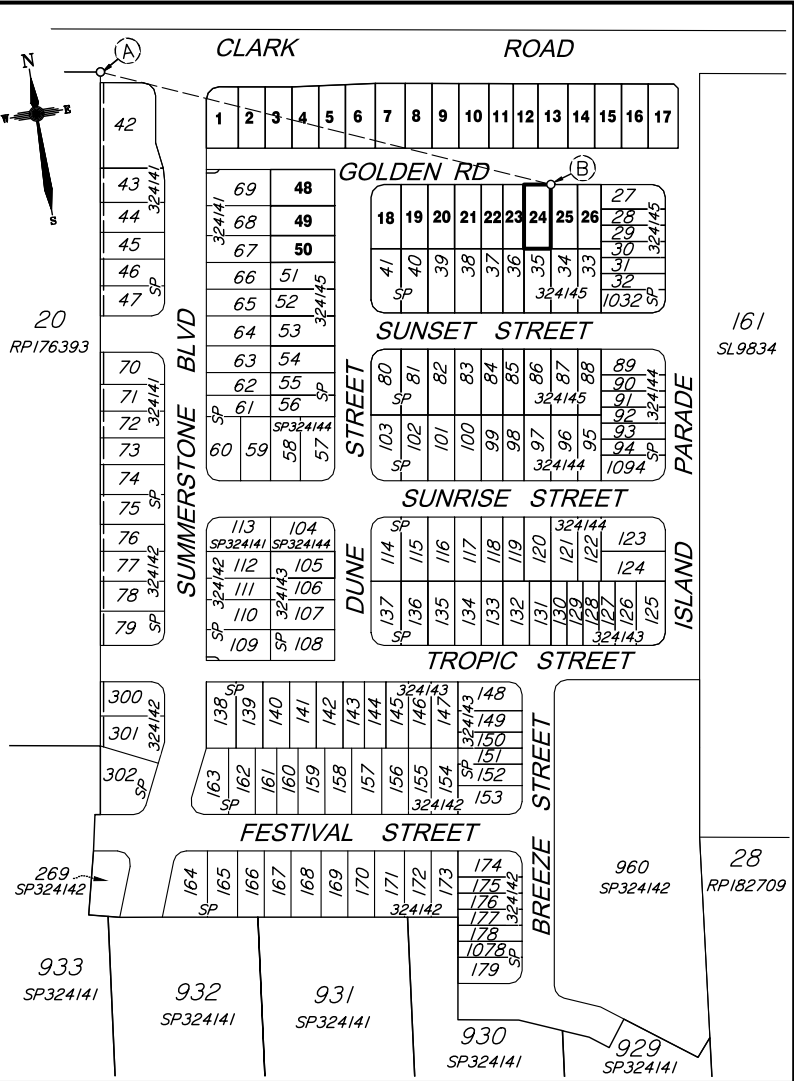 CLARK ROAD
A
N
W E
S
42
1 2 3 4 5 6 7 8 9 10 11 12 13 14 15 16 17
GOLDEN RD
B
43
44
45
46
47
324141
SP
69
68
67
66
65
64
63
62
61
60 59
324141
SP
48
49
50
51
52
53
54
55
56
324145
SP
SP324144
58 57
18 19 20 21 22 23 24 25 26
27
28
29
30
31
32
1032
324145
SP
41 40 39 38 37 36 35 34 33
SP 324145
20
RP176393
161
SL9834
SUNSET STREET
SUMMERSTONE BLVD
DUNE STREET
ISLAND PARADE
70
71
72
73
74
75
76
77
78
79
324141
SP
324142
SP
80 81 82 83 84 85 86 87 88
SP 324145
89
90
91
92
93
94
1094
324144
SP
103 102 101 100 99 98 97 96 95
SP 324144
SUNRISE STREET
113
SP324141
104
SP324144
112
111
110
109
324142
SP
105
106
107
108
324143
SP
SP 324144
114 115 116 117 118 119 120 121 122
123
124
137 136 135 134 133 132 131 130 129 128 127 126 125
SP 324143
TROPIC STREET
300
301
302
324142
SP
SP 324143
138 139 140 141 142 143 144 145 146 147
148
149
150
151
152
153
324143
SP
163 162 161 160 159 158 157 156 155 154
SP 324142
FESTIVAL STREET
BREEZE STREET
269
SP324142
164 165 166 167 168 169 170 171 172 173
SP 324142
174
175
176
177
178
1078
179
324142
SP
960
SP324142
28
RP182709
933
SP324141
932
SP324141
931
SP324141
930
SP324141
929
SP324141